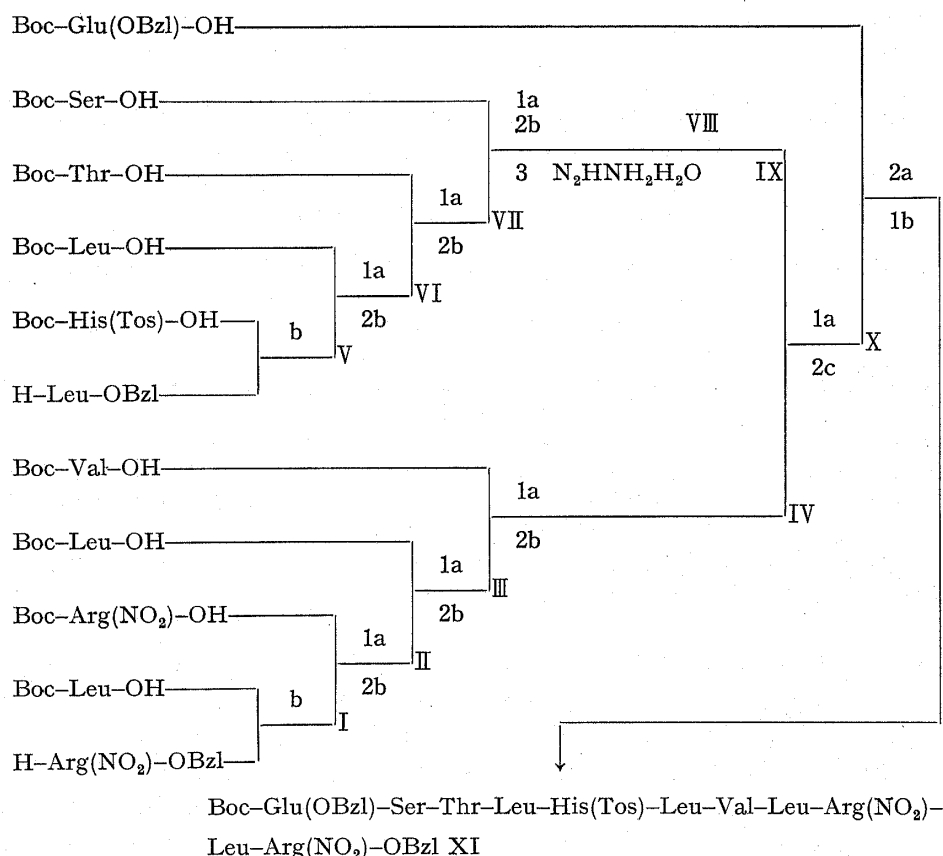 Boc–Glu(OBzl)–OH
Boc–Ser–OH
1a
2b
VIII
3 N₂HNH₂H₂O
IX
2a
1b
Boc–Thr–OH
1a
2b
VII
Boc–Leu–OH
1a
2b
VI
Boc–His(Tos)–OH
b
V
1a
2c
X
H–Leu–OBzl
Boc–Val–OH
1a
2b
IV
Boc–Leu–OH
1a
2b
III
Boc–Arg(NO₂)–OH
1a
2b
II
Boc–Leu–OH
b
I
H–Arg(NO₂)–OBzl
Boc–Glu(OBzl)–Ser–Thr–Leu–His(Tos)–Leu–Val–Leu–Arg(NO₂)–
Leu–Arg(NO₂)–OBzl XI